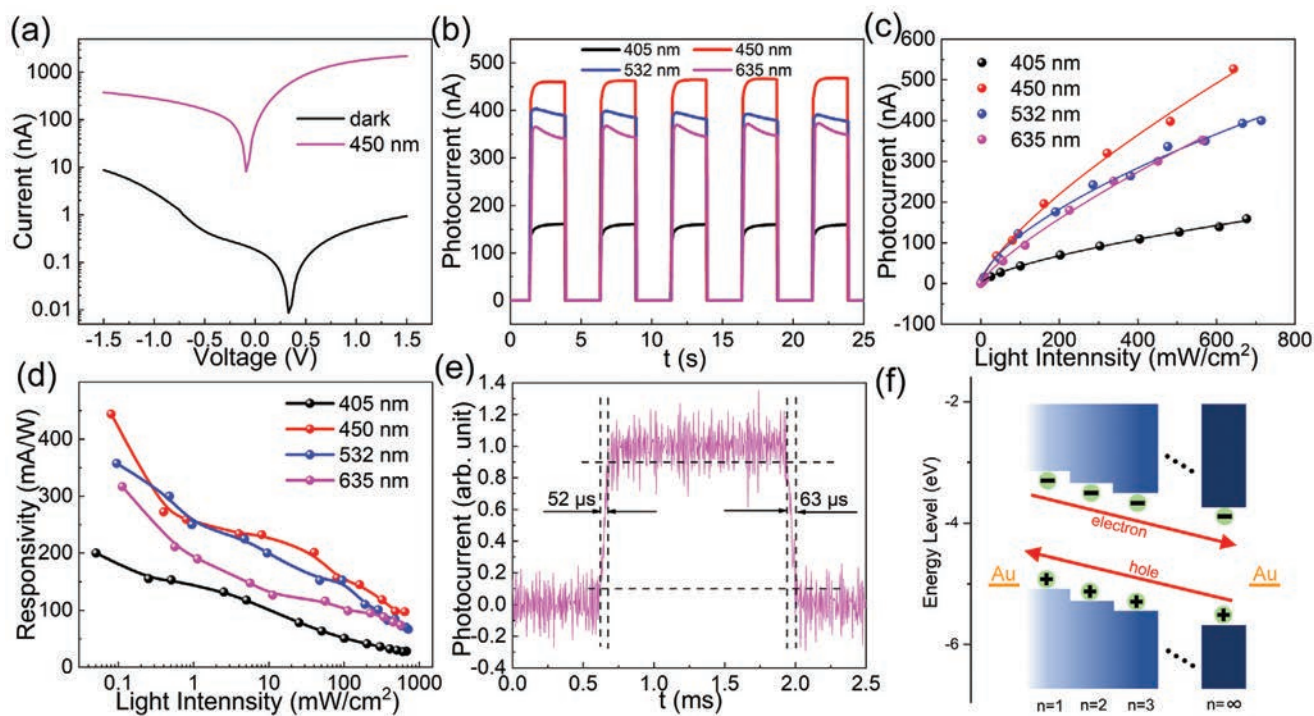 (a)
Current (nA)
1000
100
10
1
0.1
0.01
dark
450 nm
-1.5 -1.0 -0.5 0.0 0.5 1.0 1.5
Voltage (V)
(b)
Photocurrent (nA)
500
400
300
200
100
0
405 nm 450 nm
532 nm 635 nm
0 5 10 15 20 25
t (s)
(c)
Photocurrent (nA)
600
500
400
300
200
100
0
-100
405 nm
450 nm
532 nm
635 nm
0 200 400 600 800
Light Intennsity (mW/cm²)
(d)
Responsivity (mA/W)
400
300
200
100
0
405 nm
450 nm
532 nm
635 nm
0.1 1 10 100 1000
Light Intennsity (mW/cm²)
(e)
Photocurrent (arb. unit)
1.4
1.2
1.0
0.8
0.6
0.4
0.2
0.0
-0.2
-0.4
52 µs
63 µs
0.0 0.5 1.0 1.5 2.0 2.5
t (ms)
(f)
Energy Level (eV)
-2
-4
-6
electron
hole
Au
Au
n=1 n=2 n=3 n=∞